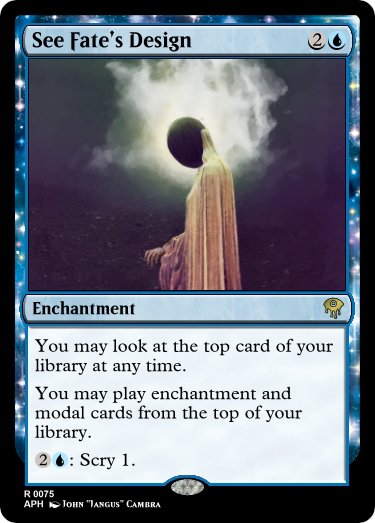 See Fate's Design
2
Enchantment
You may look at the top card of your
library at any time.
You may play enchantment and
modal cards from the top of your
library.
2: Scry 1.
R 0075
APH John "Jangus" Cambra